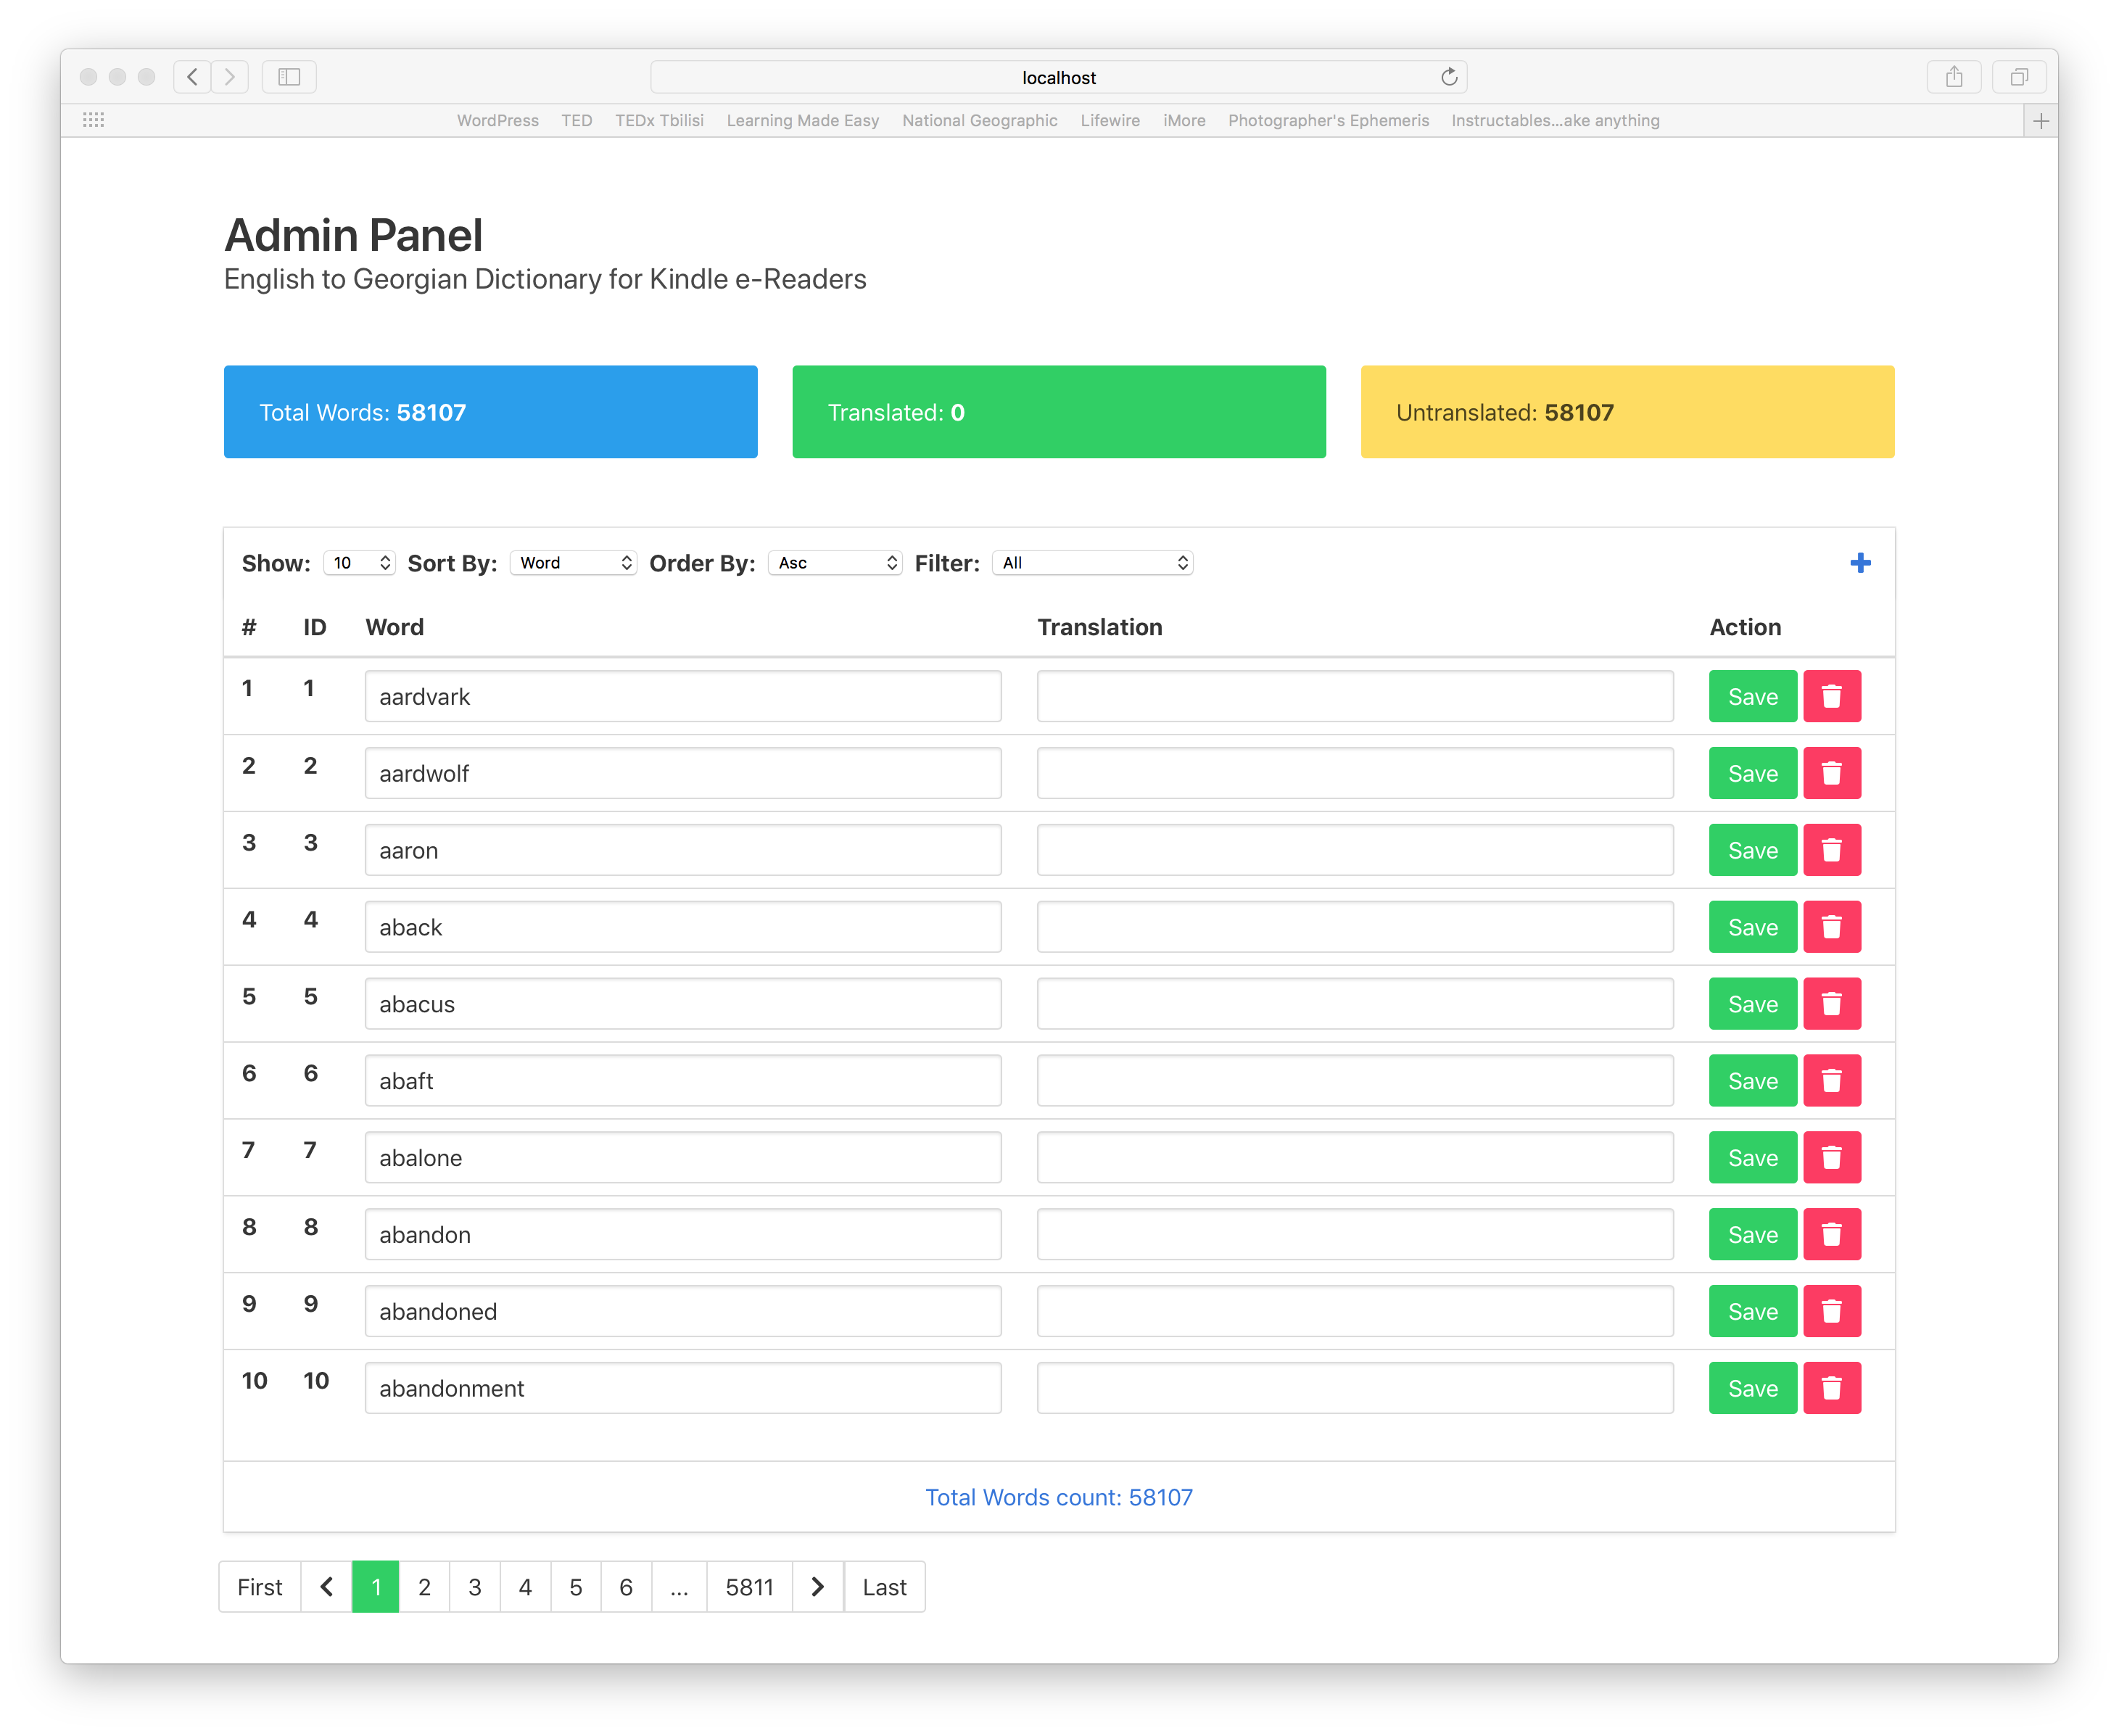 localhost
WordPress TED TEDx Tbilisi Learning Made Easy National Geographic Lifewire iMore Photographer's Ephemeris Instructables...ake anything
Admin Panel
English to Georgian Dictionary for Kindle e-Readers
Total Words: 58107 Translated: 0 Untranslated: 58107
Show: 10 Sort By: Word Order By: Asc Filter: All
# ID Word Translation Action
1 1 aardvark Save
2 2 aardwolf Save
3 3 aaron Save
4 4 aback Save
5 5 abacus Save
6 6 abaft Save
7 7 abalone Save
8 8 abandon Save
9 9 abandoned Save
10 10 abandonment Save
Total Words count: 58107
First 1 2 3 4 5 6 ... 5811 Last